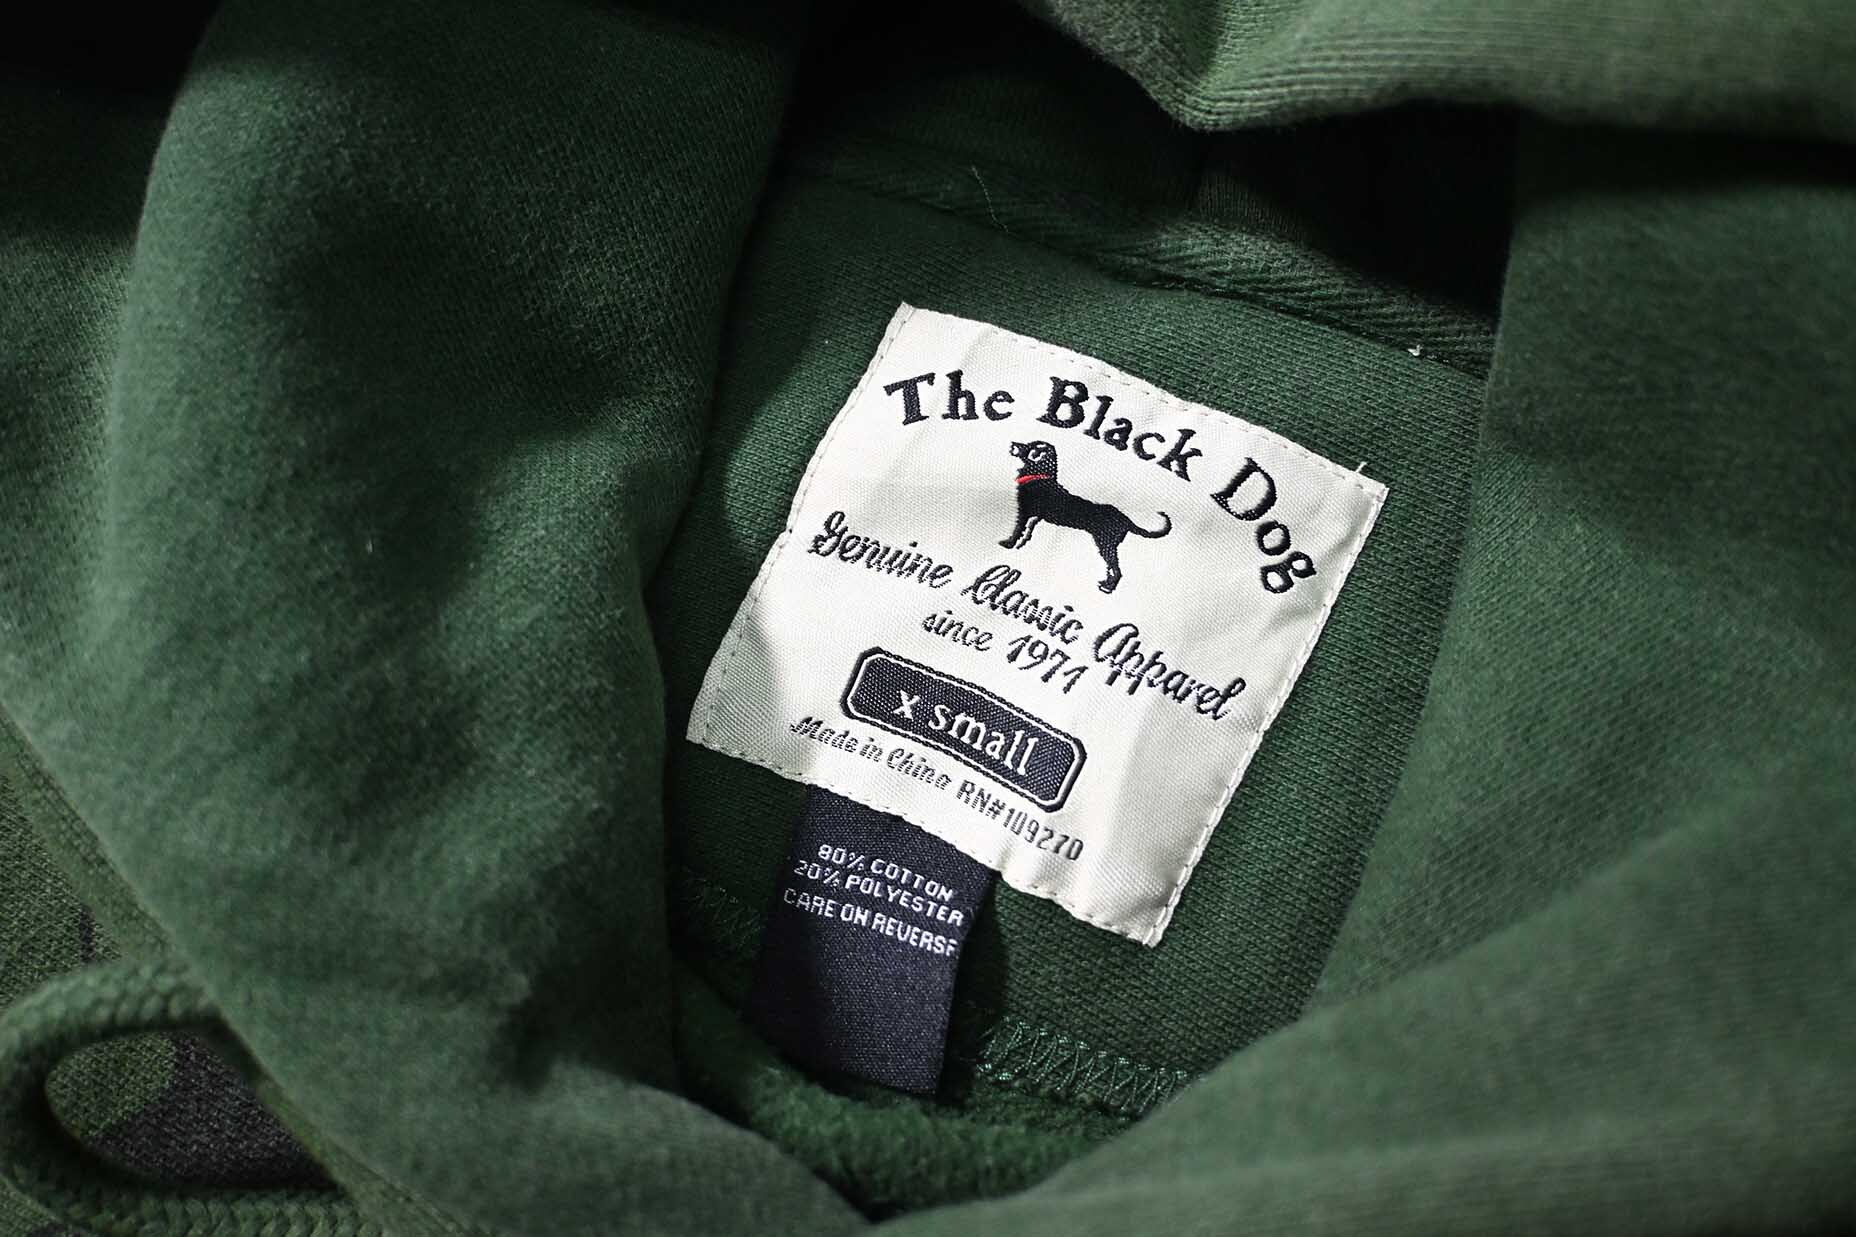 The Black Dog
Genuine Classic Apparel
since 1971
x small
Made in China RN#109270
80% COTTON
20% POLYESTER
CARE ON REVERSE